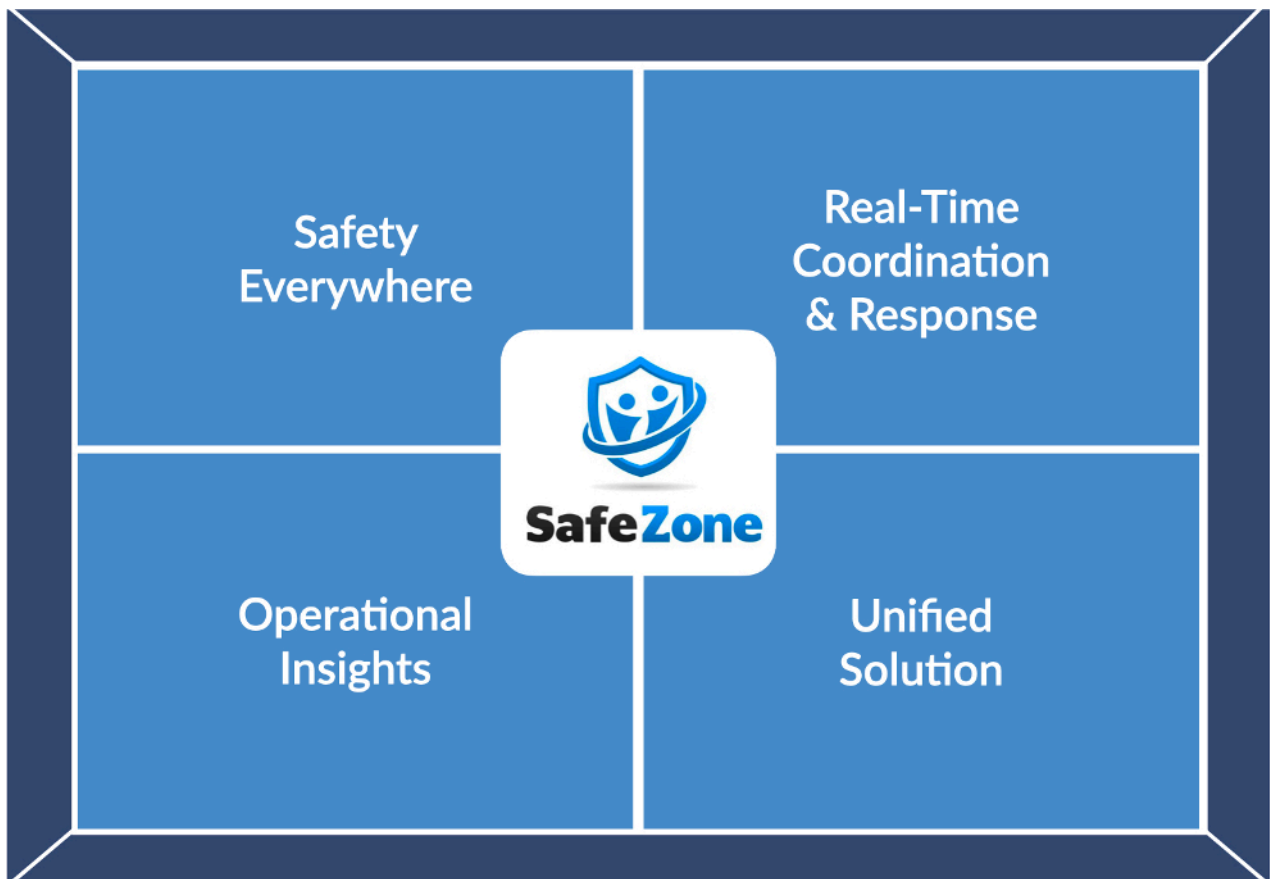 Safety
Everywhere
Real-Time
Coordination
& Response
SafeZone
Operational
Insights
Unified
Solution